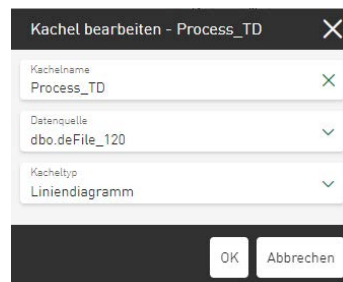 Kachel bearbeiten - Process_TD
Kachelname
Process_TD
Datenquelle
dbo.deFile_120
Kacheltyp
Liniendiagramm
OK Abbrechen